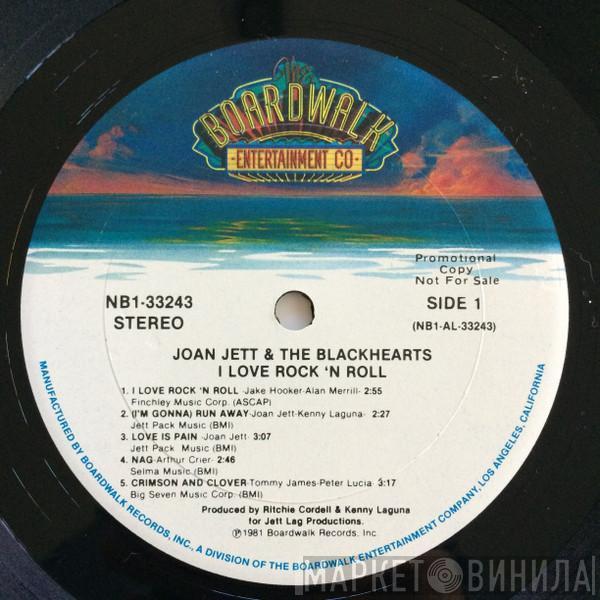 The
BOARDWALK
ENTERTAINMENT CO
Promotional
Copy
Not For Sale
NB1-33243
STEREO
SIDE 1
(NB1-AL-33243)
JOAN JETT & THE BLACKHEARTS
I LOVE ROCK 'N ROLL
1. I LOVE ROCK 'N ROLL -Jake Hooker-Alan Merrill- 2:55
Finchley Music Corp. (ASCAP)
2. (I'M GONNA) RUN AWAY-Joan Jett-Kenny Laguna- 2:27
Jett Pack Music (BMI)
3. LOVE IS PAIN -Joan Jett- 3:07
Jett Pack Music (BMI)
4. NAG-Arthur Crier- 2:46
Selma Music (BMI)
5. CRIMSON AND CLOVER-Tommy James-Peter Lucia- 3:17
Big Seven Music Corp. (BMI)
Produced by Ritchie Cordell & Kenny Laguna
for Jett Lag Productions.
℗1981 Boardwalk Records, Inc.
MANUFACTURED BY BOARDWALK RECORDS, INC., A DIVISION OF THE BOARDWALK ENTERTAINMENT COMPANY, LOS ANGELES, CALIFORNIA
МАРКЕТ ВИНИЛА